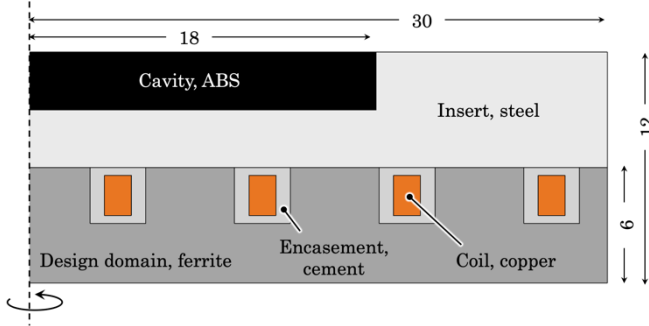 30
18
Cavity, ABS
Insert, steel
12
6
Encasement,
cement
Design domain, ferrite
Coil, copper